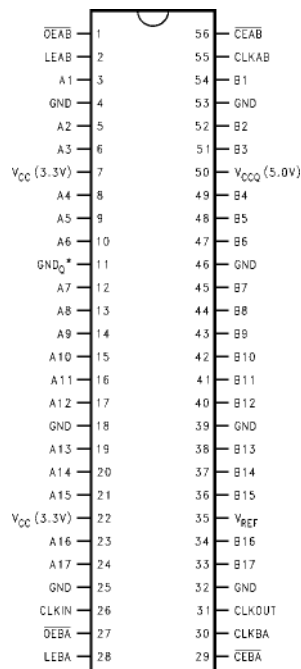 O̅E̅A̅B̅ 1 56 C̅E̅A̅B̅
LEAB 2 55 CLKAB
A1 3 54 B1
GND 4 53 GND
A2 5 52 B2
A3 6 51 B3
VCC (3.3V) 7 50 VCCQ (5.0V)
A4 8 49 B4
A5 9 48 B5
A6 10 47 B6
GNDQ* 11 46 GND
A7 12 45 B7
A8 13 44 B8
A9 14 43 B9
A10 15 42 B10
A11 16 41 B11
A12 17 40 B12
GND 18 39 GND
A13 19 38 B13
A14 20 37 B14
A15 21 36 B15
VCC (3.3V) 22 35 VREF
A16 23 34 B16
A17 24 33 B17
GND 25 32 GND
CLKIN 26 31 CLKOUT
O̅E̅B̅A̅ 27 30 CLKBA
LEBA 28 29 C̅E̅B̅A̅